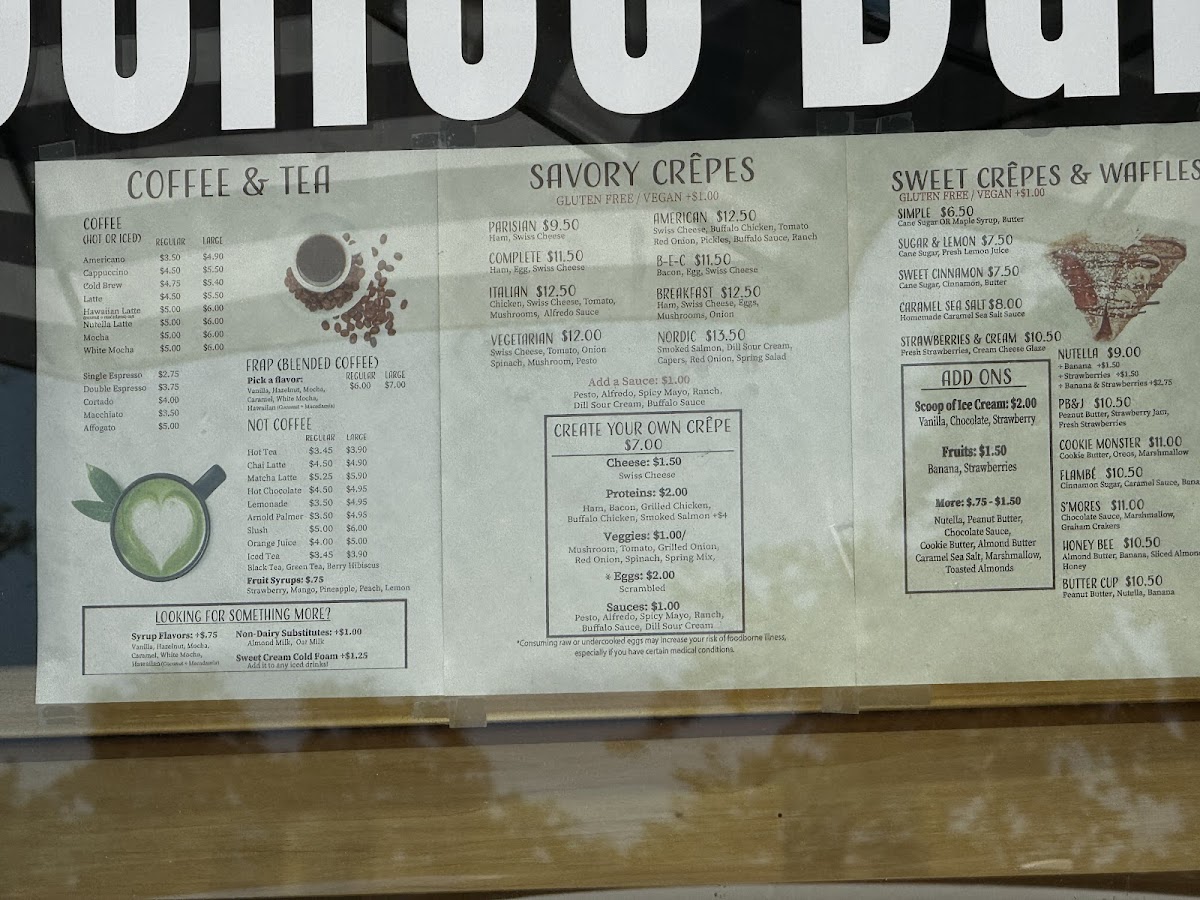 COFFEE & TEA
COFFEE
(HOT OR ICED) REGULAR LARGE
Americano $3.50 $4.90
Cappuccino $4.50 $5.50
Cold Brew $4.75 $5.40
Latte $4.50 $5.50
Hawaiian Latte $5.00 $6.00
Nutella Latte $5.00 $6.00
Mocha $5.00 $6.00
White Mocha $5.00 $6.00
Single Espresso $2.75
Double Espresso $3.75
Cortado $4.00
Macchiato $3.50
Affogato $5.00
FRAP (BLENDED COFFEE)
Pick a flavor: REGULAR LARGE
$6.00 $7.00
Vanilla, Hazelnut, Mocha,
Caramel, White Mocha,
Hawaiian (Coconut + Macadamia)
NOT COFFEE
REGULAR LARGE
Hot Tea $3.45 $3.90
Chai Latte $4.50 $4.90
Matcha Latte $5.25 $5.90
Hot Chocolate $4.50 $4.95
Lemonade $3.50 $4.95
Arnold Palmer $3.50 $4.95
Slush $5.00 $6.00
Orange Juice $4.00 $5.00
Iced Tea $3.45 $3.90
Black Tea, Green Tea, Berry Hibiscus
Fruit Syrups: $.75
Strawberry, Mango, Pineapple, Peach, Lemon
LOOKING FOR SOMETHING MORE?
Syrup Flavors: +$.75
Vanilla, Hazelnut, Mocha,
Caramel, White Mocha,
Hawaiian (Coconut + Macadamia)
Non-Dairy Substitutes: +$1.00
Almond Milk, Oat Milk
Sweet Cream Cold Foam +$1.25
Add it to any iced drinks!
SAVORY CRÊPES
GLUTEN FREE / VEGAN +$1.00
PARISIAN $9.50
Ham, Swiss Cheese
COMPLETE $11.50
Ham, Egg, Swiss Cheese
ITALIAN $12.50
Chicken, Swiss Cheese, Tomato,
Mushrooms, Alfredo Sauce
VEGETARIAN $12.00
Swiss Cheese, Tomato, Onion
Spinach, Mushroom, Pesto
AMERICAN $12.50
Swiss Cheese, Buffalo Chicken, Tomato
Red Onion, Pickles, Buffalo Sauce, Ranch
B-E-C $11.50
Bacon, Egg, Swiss Cheese
BREAKFAST $12.50
Ham, Swiss Cheese, Eggs,
Mushrooms, Onion
NORDIC $13.50
Smoked Salmon, Dill Sour Cream,
Capers, Red Onion, Spring Salad
Add a Sauce: $1.00
Pesto, Alfredo, Spicy Mayo, Ranch,
Dill Sour Cream, Buffalo Sauce
CREATE YOUR OWN CRÊPE
$7.00
Cheese: $1.50
Swiss Cheese
Proteins: $2.00
Ham, Bacon, Grilled Chicken,
Buffalo Chicken, Smoked Salmon +$4
Veggies: $1.00/
Mushroom, Tomato, Grilled Onion,
Red Onion, Spinach, Spring Mix,
* Eggs: $2.00
Scrambled
Sauces: $1.00
Pesto, Alfredo, Spicy Mayo, Ranch,
Buffalo Sauce, Dill Sour Cream
*Consuming raw or undercooked eggs may increase your risk of foodborne illness,
especially if you have certain medical conditions.
SWEET CRÊPES & WAFFLES
GLUTEN FREE / VEGAN +$1.00
SIMPLE $6.50
Cane Sugar OR Maple Syrup, Butter
SUGAR & LEMON $7.50
Cane Sugar, Fresh Lemon Juice
SWEET CINNAMON $7.50
Cane Sugar, Cinnamon, Butter
CARAMEL SEA SALT $8.00
Homemade Caramel Sea Salt Sauce
STRAWBERRIES & CREAM $10.50
Fresh Strawberries, Cream Cheese Glaze
ADD ONS
Scoop of Ice Cream: $2.00
Vanilla, Chocolate, Strawberry
Fruits: $1.50
Banana, Strawberries
More: $.75 - $1.50
Nutella, Peanut Butter,
Chocolate Sauce,
Cookie Butter, Almond Butter
Caramel Sea Salt, Marshmallow,
Toasted Almonds
NUTELLA $9.00
+ Banana +$1.50
+ Strawberries +$1.50
+ Banana & Strawberries +$2.75
PB&J $10.50
Peanut Butter, Strawberry Jam,
Fresh Strawberries
COOKIE MONSTER $11.00
Cookie Butter, Oreos, Marshmallow
FLAMBÉ $10.50
Cinnamon Sugar, Caramel Sauce, Bana
S'MORES $11.00
Chocolate Sauce, Marshmallow,
Graham Crakers
HONEY BEE $10.50
Almond Butter, Banana, Sliced Almon
Honey
BUTTER CUP $10.50
Peanut Butter, Nutella, Banana